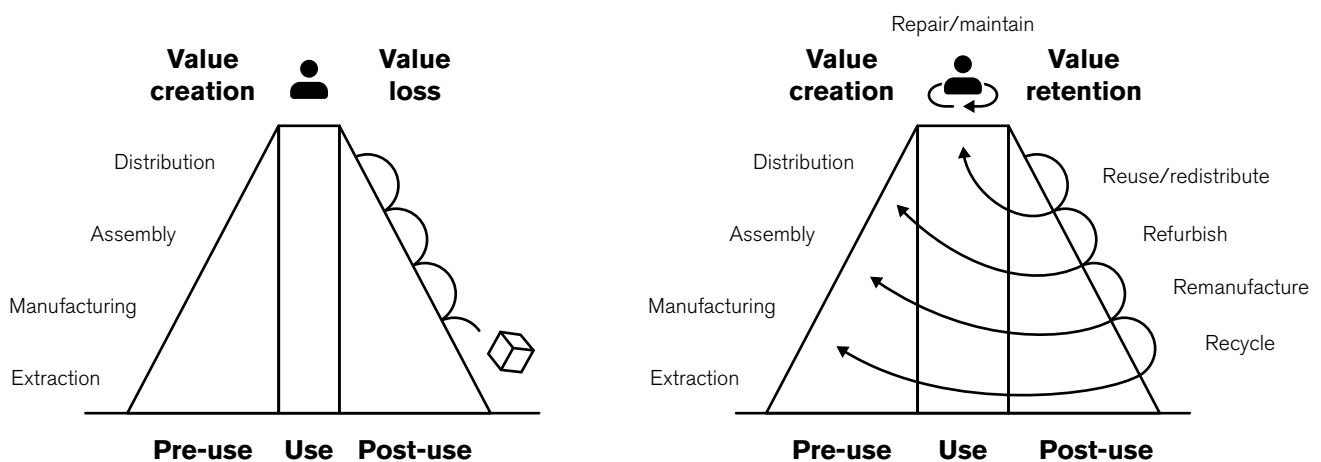 Value
creation
Value
loss
Distribution
Assembly
Manufacturing
Extraction
Pre-use
Use
Post-use
Repair/maintain
Value
creation
Value
retention
Distribution
Assembly
Manufacturing
Extraction
Reuse/redistribute
Refurbish
Remanufacture
Recycle
Pre-use
Use
Post-use